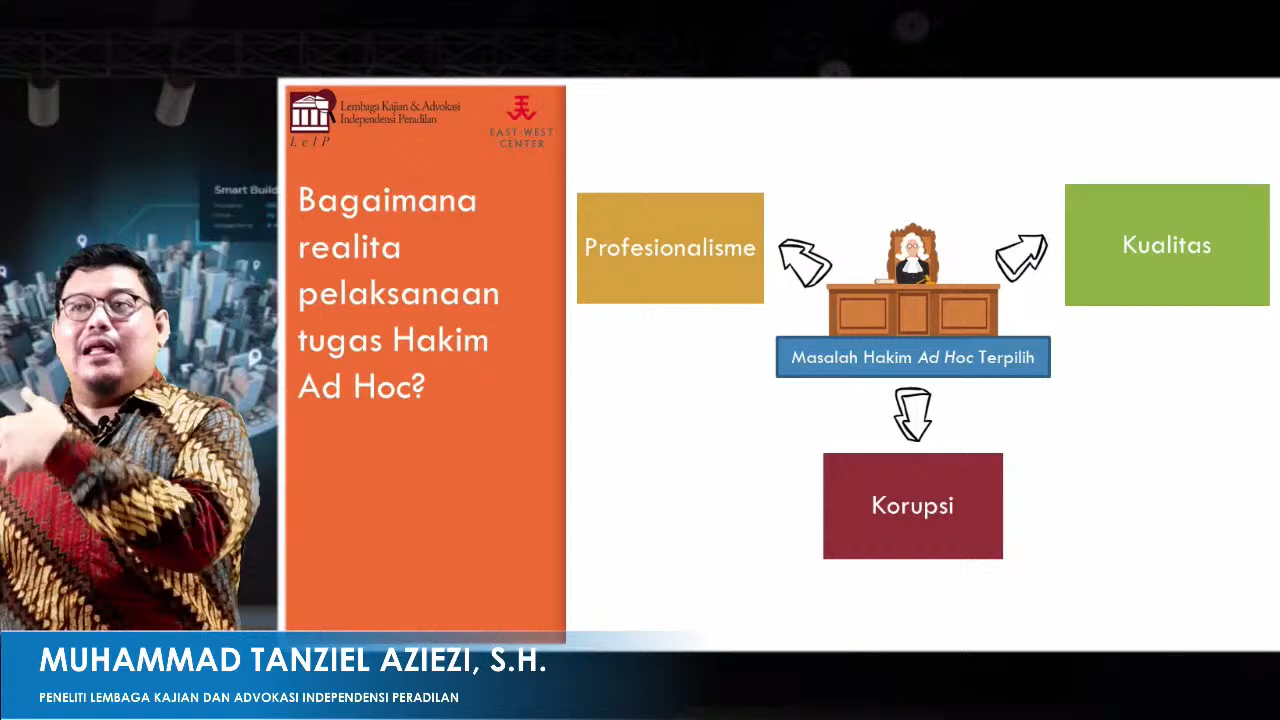 Lembaga Kajian & Advokasi
Independensi Peradilan
LeIP
EAST-WEST
CENTER
Smart Build
Bagaimana
realita
pelaksanaan
tugas Hakim
Ad Hoc?
Profesionalisme
Kualitas
Masalah Hakim Ad Hoc Terpilih
Korupsi
MUHAMMAD TANZIEL AZIEZI, S.H.
PENELITI LEMBAGA KAJIAN DAN ADVOKASI INDEPENDENSI PERADILAN